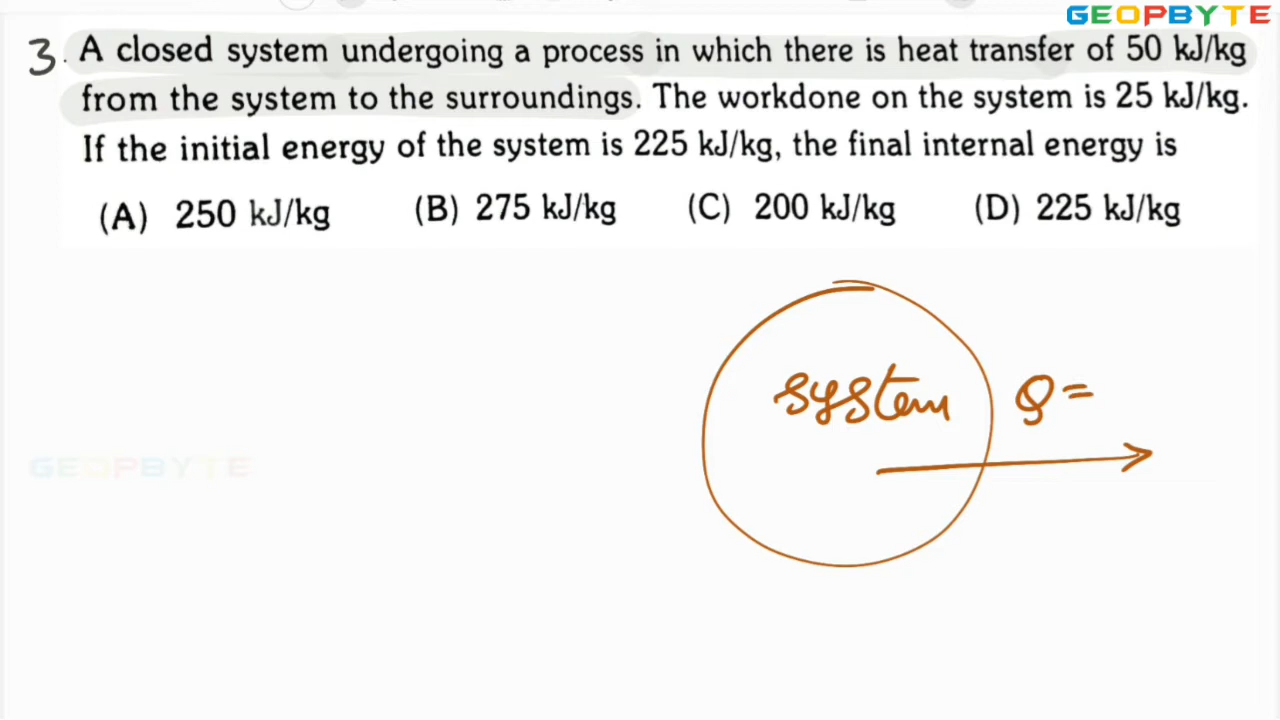 GEOPBYTE
3. A closed system undergoing a process in which there is heat transfer of 50 kJ/kg
from the system to the surroundings. The workdone on the system is 25 kJ/kg.
If the initial energy of the system is 225 kJ/kg, the final internal energy is
(A) 250 kJ/kg (B) 275 kJ/kg (C) 200 kJ/kg (D) 225 kJ/kg
system Q=
GEOPBYTE